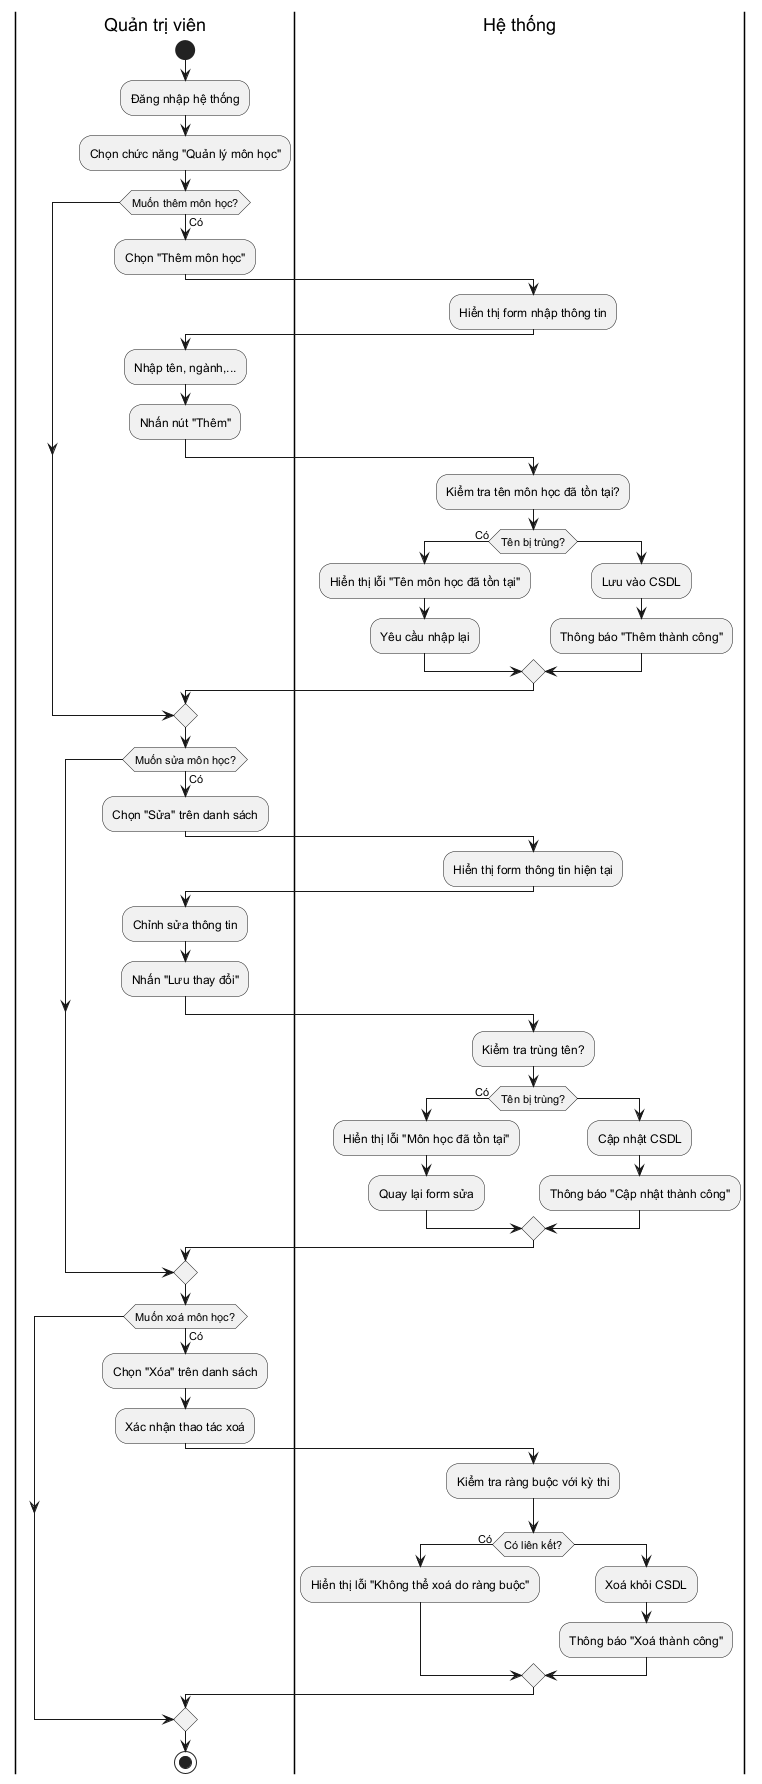 Quản trị viên
Hệ thống
Đăng nhập hệ thống
Chọn chức năng "Quản lý môn học"
Muốn thêm môn học?
Có
Chọn "Thêm môn học"
Hiển thị form nhập thông tin
Nhập tên, ngành,...
Nhấn nút "Thêm"
Kiểm tra tên môn học đã tồn tại?
Có
Tên bị trùng?
Hiển thị lỗi "Tên môn học đã tồn tại"
Lưu vào CSDL
Yêu cầu nhập lại
Thông báo "Thêm thành công"
Muốn sửa môn học?
Có
Chọn "Sửa" trên danh sách
Hiển thị form thông tin hiện tại
Chỉnh sửa thông tin
Nhấn "Lưu thay đổi"
Kiểm tra trùng tên?
Có
Tên bị trùng?
Hiển thị lỗi "Môn học đã tồn tại"
Cập nhật CSDL
Quay lại form sửa
Thông báo "Cập nhật thành công"
Muốn xoá môn học?
Có
Chọn "Xóa" trên danh sách
Xác nhận thao tác xoá
Kiểm tra ràng buộc với kỳ thi
Có
Có liên kết?
Hiển thị lỗi "Không thể xoá do ràng buộc"
Xoá khỏi CSDL
Thông báo "Xoá thành công"